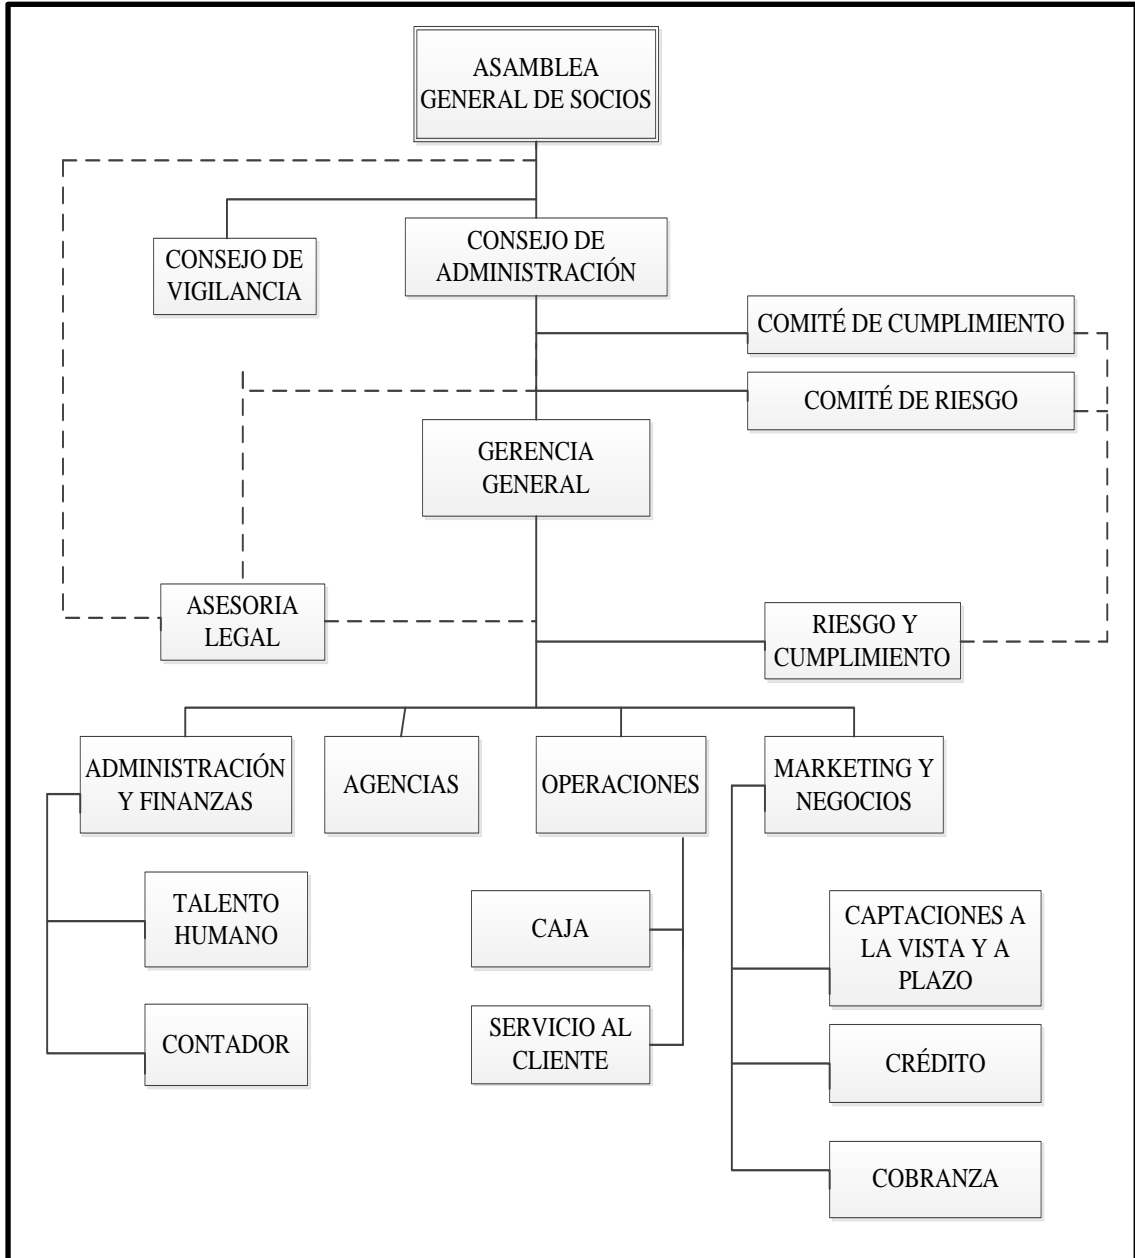 ASAMBLEA
GENERAL DE SOCIOS
CONSEJO DE
VIGILANCIA
CONSEJO DE
ADMINISTRACIÓN
COMITÉ DE CUMPLIMIENTO
COMITÉ DE RIESGO
GERENCIA
GENERAL
ASESORIA
LEGAL
RIESGO Y
CUMPLIMIENTO
ADMINISTRACIÓN
Y FINANZAS
AGENCIAS
OPERACIONES
MARKETING Y
NEGOCIOS
TALENTO
HUMANO
CONTADOR
CAJA
SERVICIO AL
CLIENTE
CAPTACIONES A
LA VISTA Y A
PLAZO
CRÉDITO
COBRANZA